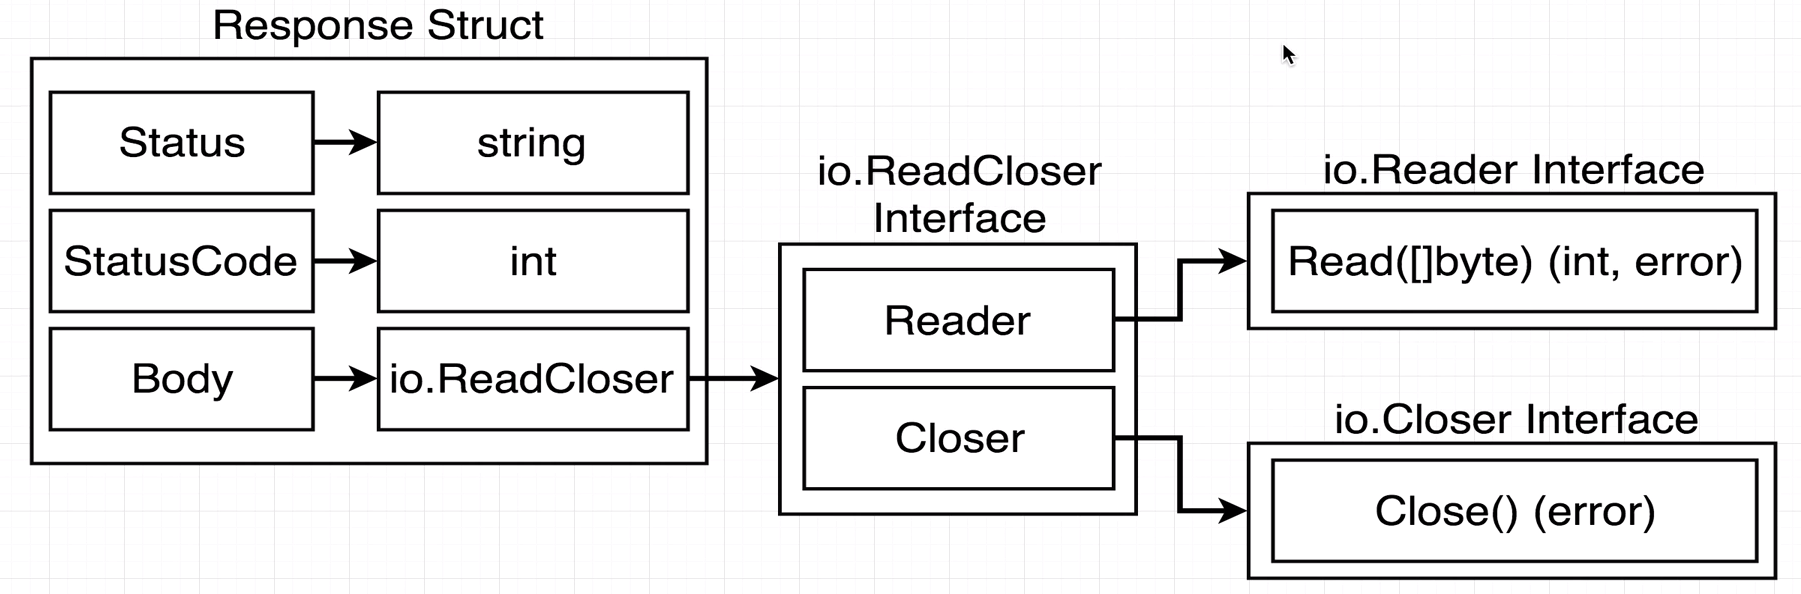 Response Struct
Status
string
StatusCode
int
Body
io.ReadCloser
io.ReadCloser
Interface
Reader
Closer
io.Reader Interface
Read([]byte) (int, error)
io.Closer Interface
Close() (error)